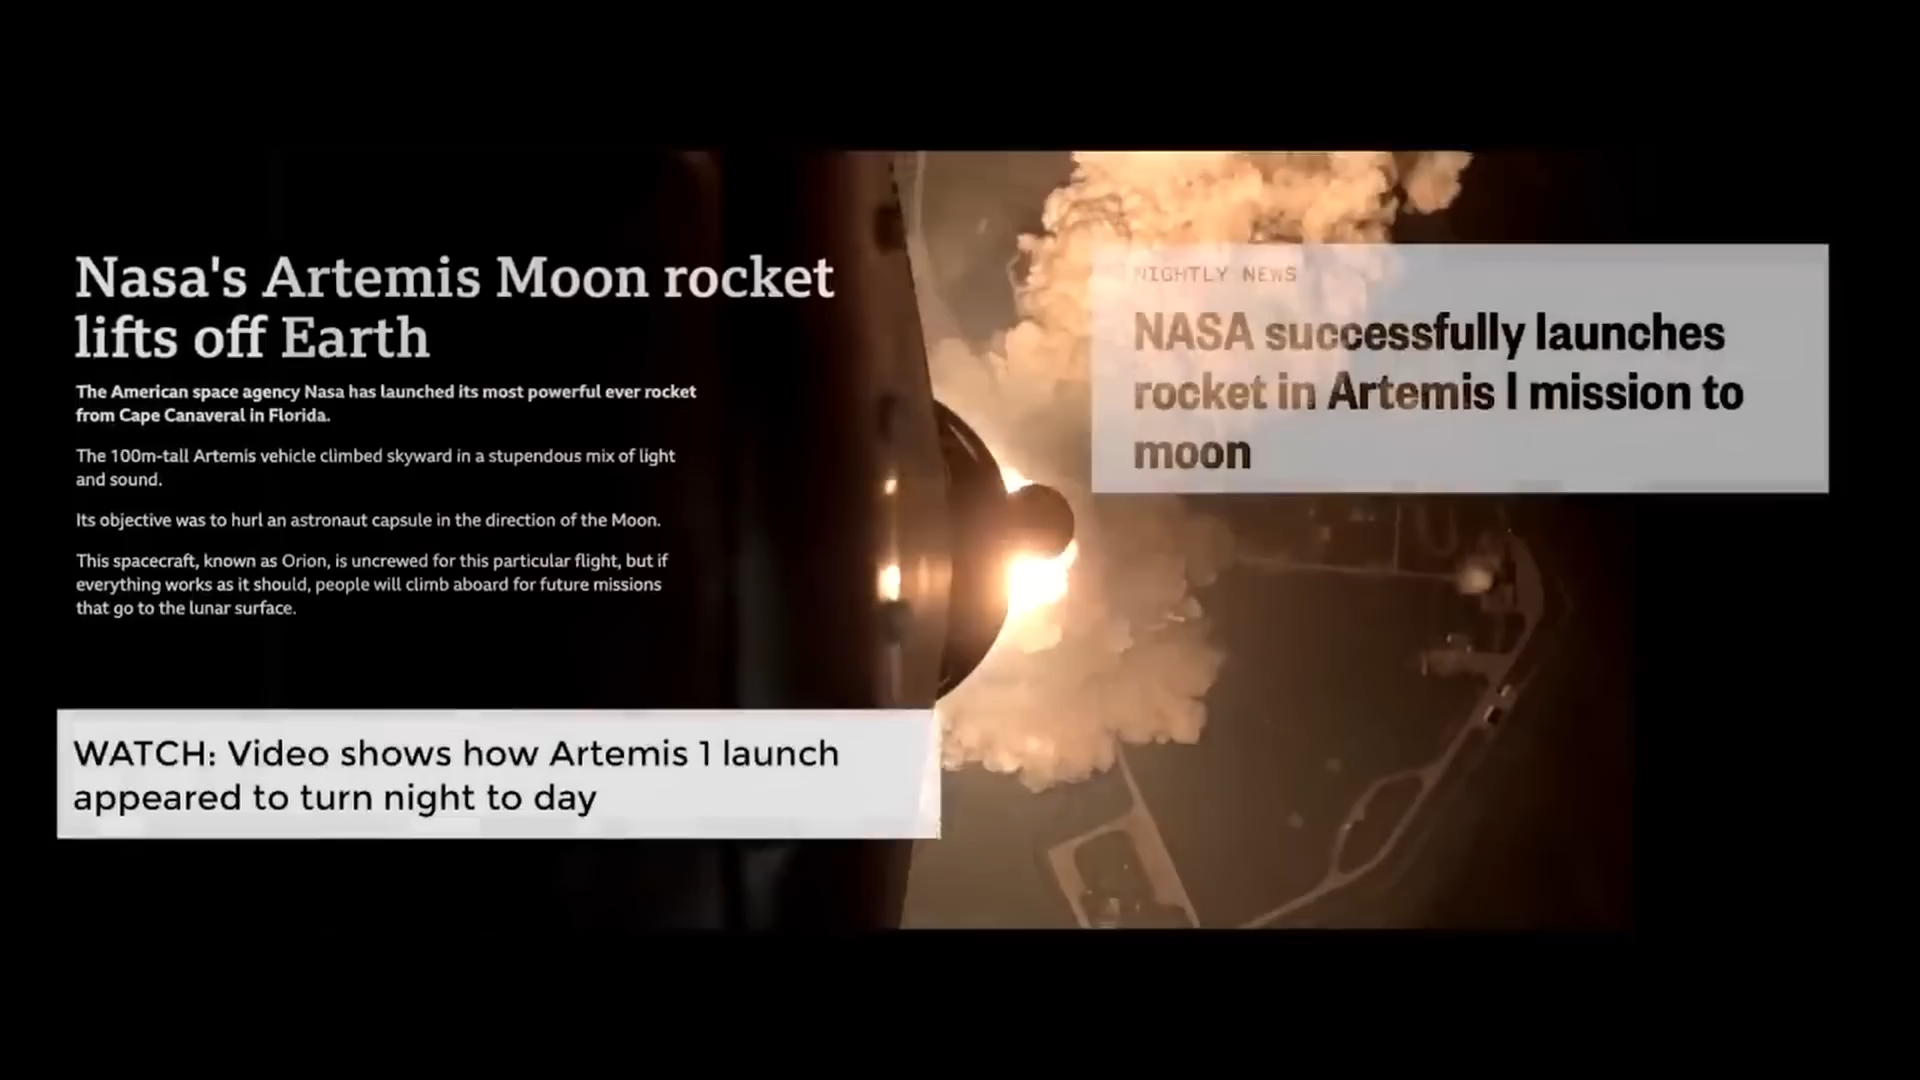 Nasa's Artemis Moon rocket
lifts off Earth
The American space agency Nasa has launched its most powerful ever rocket
from Cape Canaveral in Florida.
The 100m-tall Artemis vehicle climbed skyward in a stupendous mix of light
and sound.
Its objective was to hurl an astronaut capsule in the direction of the Moon.
This spacecraft, known as Orion, is uncrewed for this particular flight, but if
everything works as it should, people will climb aboard for future missions
that go to the lunar surface.
NIGHTLY NEWS
NASA successfully launches
rocket in Artemis I mission to
moon
WATCH: Video shows how Artemis 1 launch
appeared to turn night to day